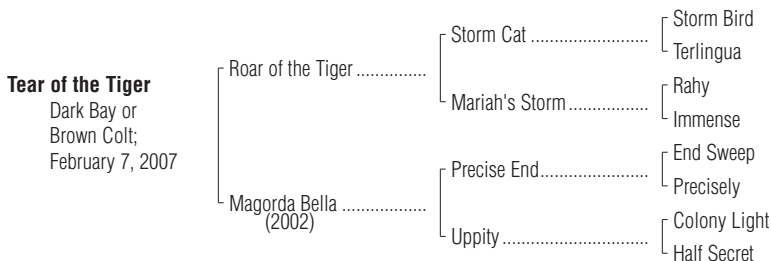 Storm Bird
Storm Cat ..............................
Terlingua
Roar of the Tiger ..................
Tear of the Tiger
Rahy
Dark Bay or
Mariah's Storm ....................
Immense
Brown Colt;
February 7, 2007
End Sweep
Precise End ...........................
Precisely
Magorda Bella .....................
(2002)
Colony Light
Uppity .....................................
Half Secret